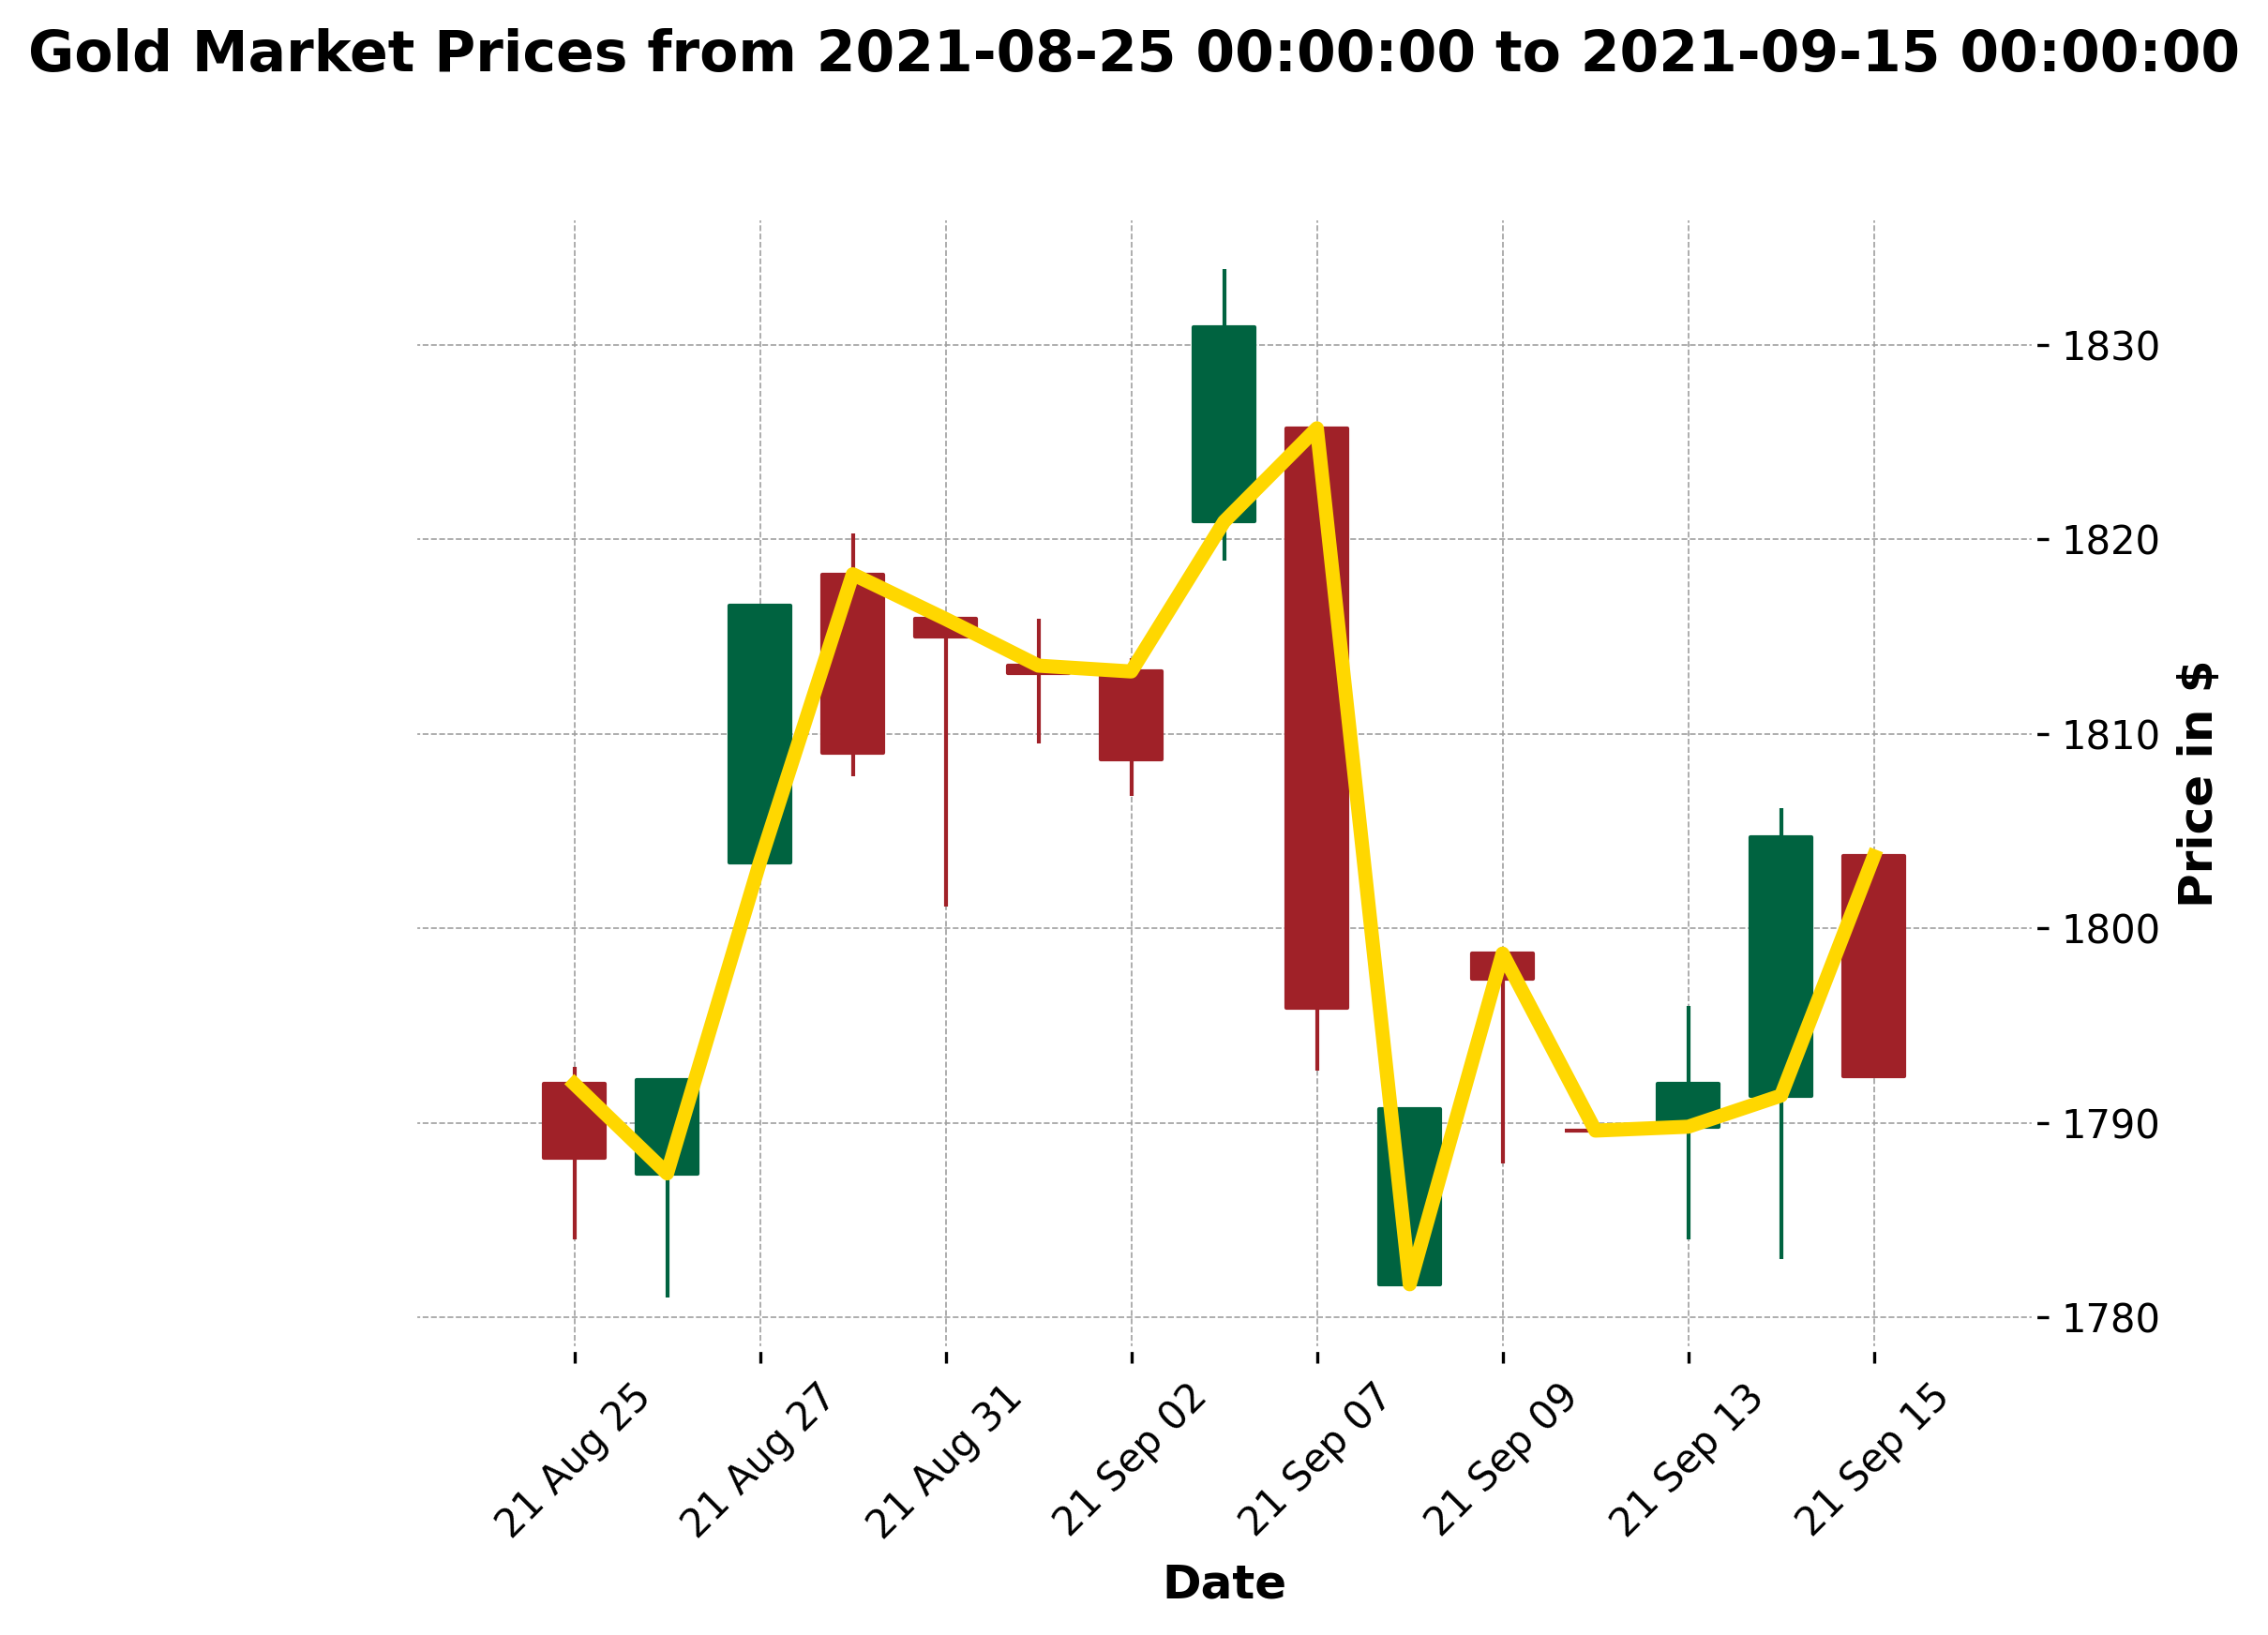 Gold Market Prices from 2021-08-25 00:00:00 to 2021-09-15 00:00:00
1830
1820
1810
1800
1790
1780
Price in $
21 Aug 25
21 Aug 27
21 Aug 31
21 Sep 02
21 Sep 07
21 Sep 09
21 Sep 13
21 Sep 15
Date